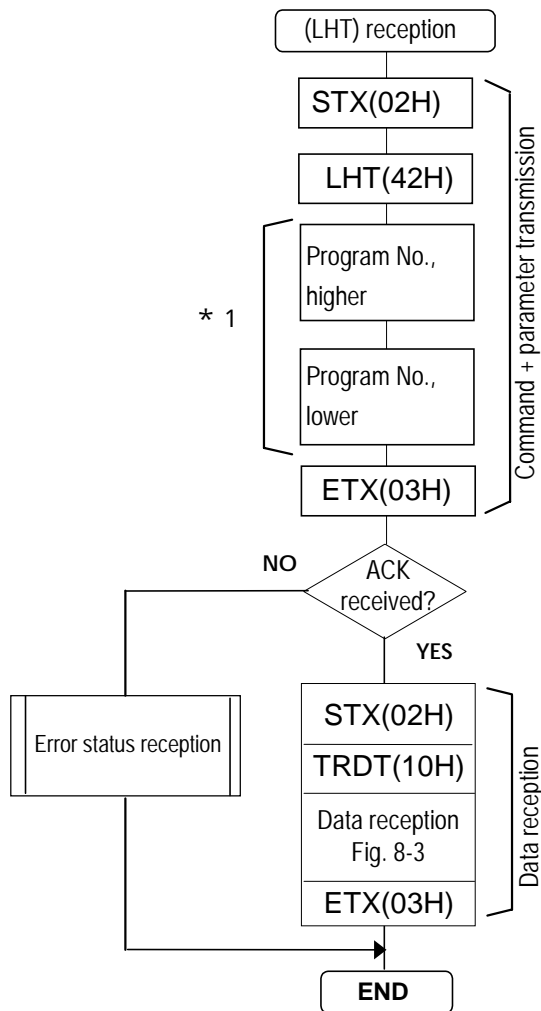 (LHT) reception
STX(02H)
LHT(42H)
Program No.,
higher
* 1
Program No.,
lower
ETX(03H)
Command + parameter transmission
ACK
received?
NO
YES
Error status reception
STX(02H)
TRDT(10H)
Data reception
Fig. 8-3
ETX(03H)
Data reception
END